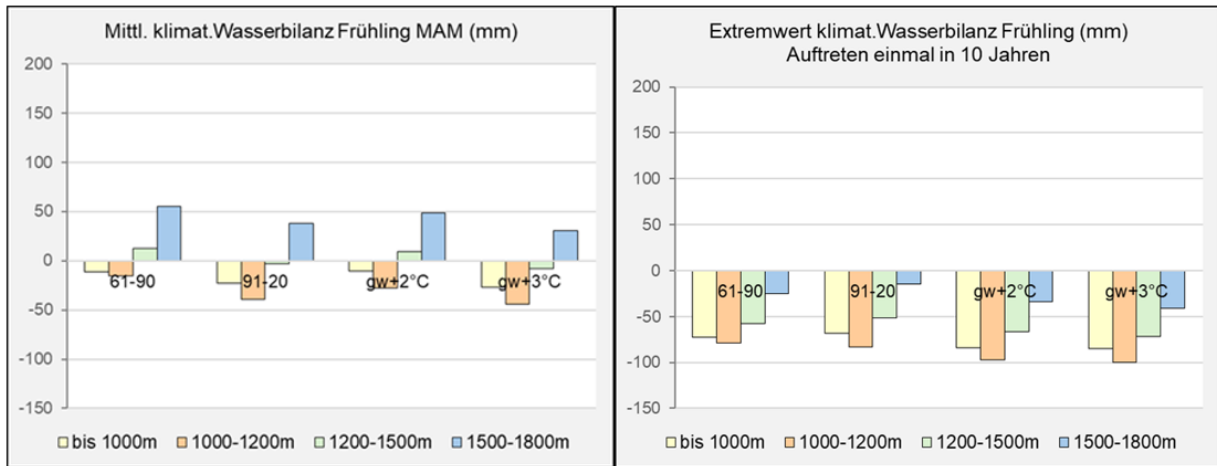 Mittl. klimat.Wasserbilanz Frühling MAM (mm)
200
150
100
50
0
-50
-100
-150
61-90
91-20
gw+2°C
gw+3°C
bis 1000m
1000-1200m
1200-1500m
1500-1800m
Extremwert klimat.Wasserbilanz Frühling (mm)
Auftreten einmal in 10 Jahren
200
150
100
50
0
-50
-100
-150
61-90
91-20
gw+2°C
gw+3°C
bis 1000m
1000-1200m
1200-1500m
1500-1800m